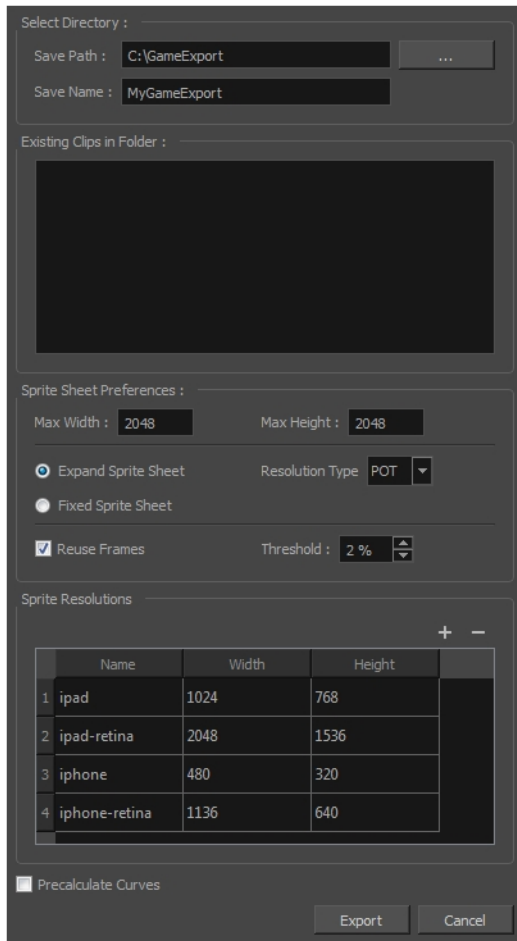 Select Directory :
Save Path : C:\GameExport ...
Save Name : MyGameExport
Existing Clips in Folder :
Sprite Sheet Preferences :
Max Width : 2048 Max Height : 2048
Expand Sprite Sheet Resolution Type POT
Fixed Sprite Sheet
Reuse Frames Threshold : 2 %
Sprite Resolutions
+ −
Name Width Height
1 ipad 1024 768
2 ipad-retina 2048 1536
3 iphone 480 320
4 iphone-retina 1136 640
Precalculate Curves
Export Cancel